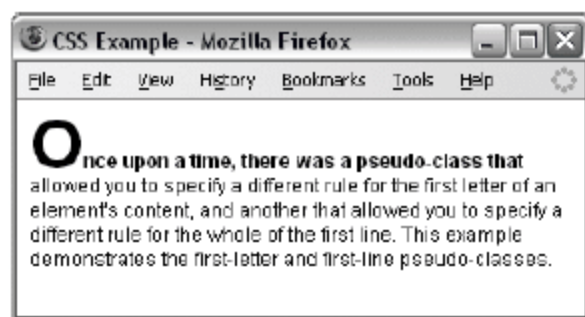 CSS Example - Mozilla Firefox
File Edit View History Bookmarks Tools Help
Once upon a time, there was a pseudo-class that
allowed you to specify a different rule for the first letter of an
element's content, and another that allowed you to specify a
different rule for the whole of the first line. This example
demonstrates the first-letter and first-line pseudo-classes.